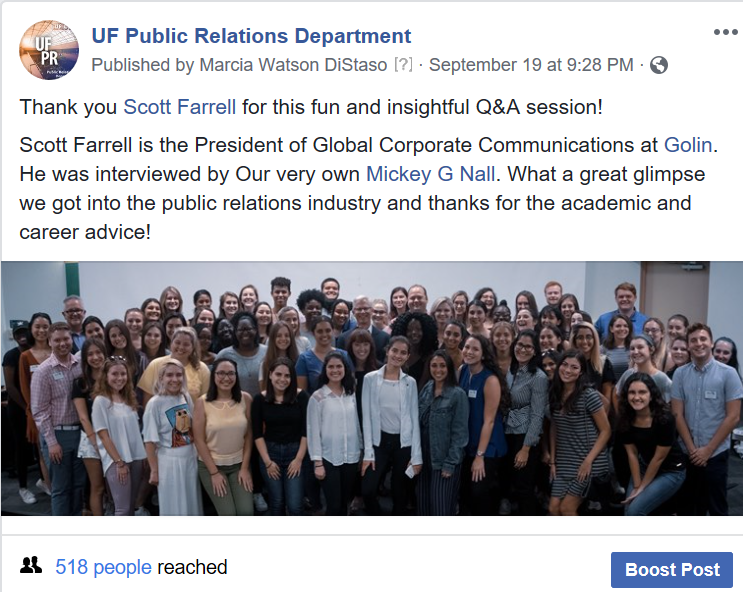 UF
PR
UF Public Relations Department
Published by Marcia Watson DiStaso [?] · September 19 at 9:28 PM ·
Thank you Scott Farrell for this fun and insightful Q&A session!
Scott Farrell is the President of Global Corporate Communications at Golin.
He was interviewed by Our very own Mickey G Nall. What a great glimpse
we got into the public relations industry and thanks for the academic and
career advice!
518 people reached
Boost Post